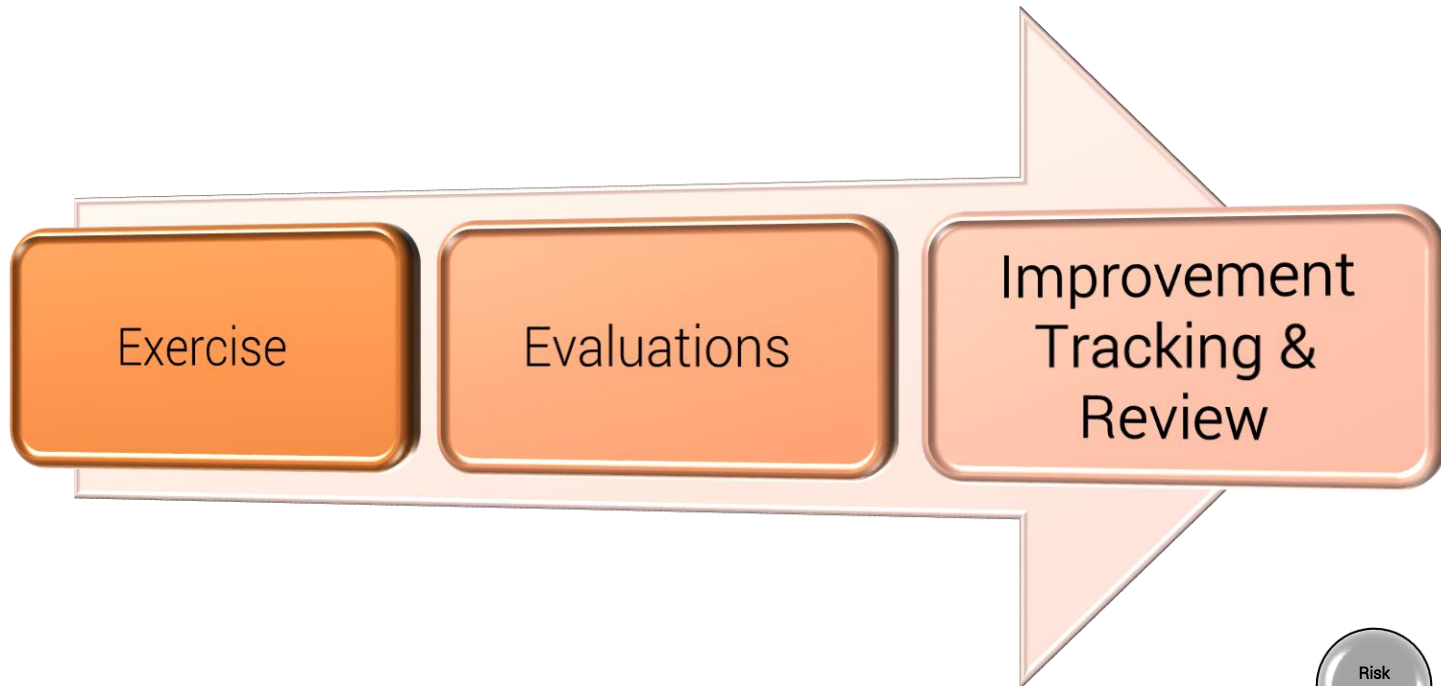 Exercise
Evaluations
Improvement
Tracking &
Review
Risk